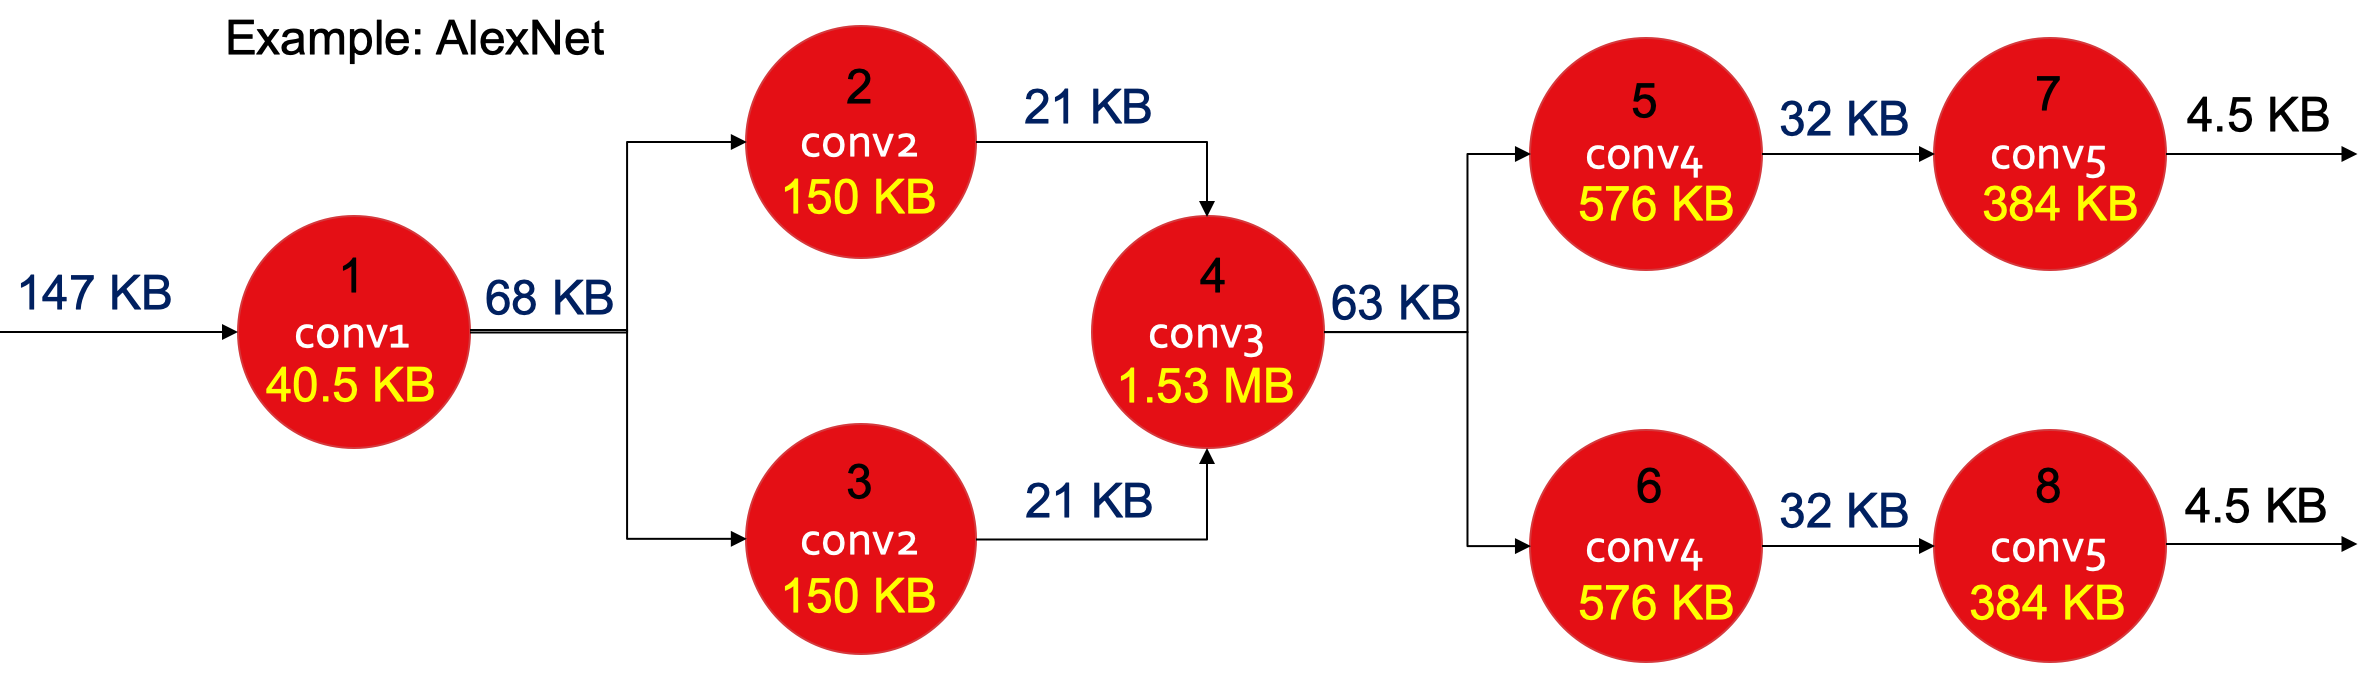 Example: AlexNet
147 KB
1
conv1
40.5 KB
68 KB
2
conv2
150 KB
21 KB
3
conv2
150 KB
21 KB
4
conv3
1.53 MB
63 KB
5
conv4
576 KB
32 KB
7
conv5
384 KB
4.5 KB
6
conv4
576 KB
32 KB
8
conv5
384 KB
4.5 KB